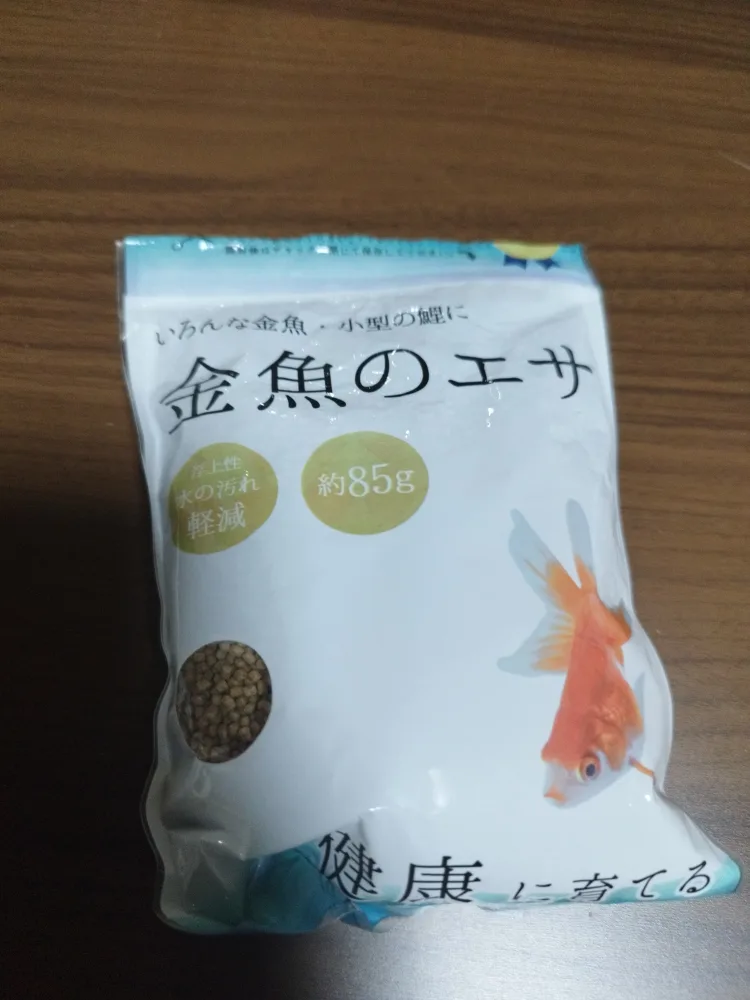 いろんな金魚・小型の鯉に
金魚のエサ
浮上性
水の汚れ
軽減
約85g
健康に育てる